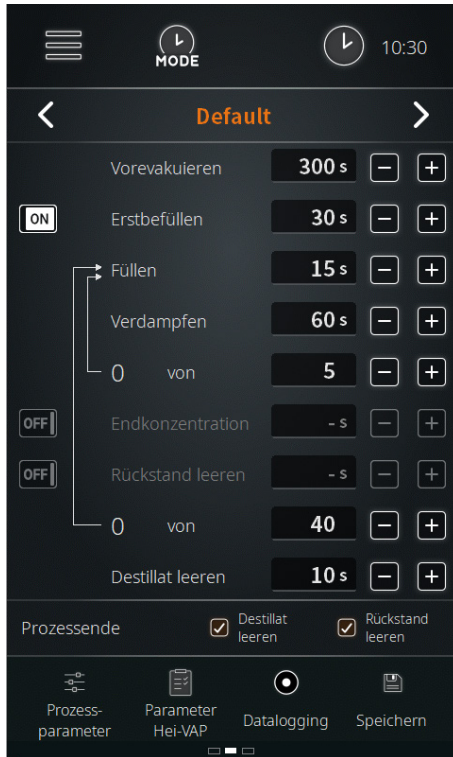 MODE
10:30
Default
Vorevakuieren 300 s
ON Erstbefüllen 30 s
Füllen 15 s
Verdampfen 60 s
0 von 5
OFF Endkonzentration - s
OFF Rückstand leeren - s
0 von 40
Destillat leeren 10 s
Prozessende
Destillat
leeren
Rückstand
leeren
Prozess-
parameter
Parameter
Hei-VAP
Datalogging
Speichern